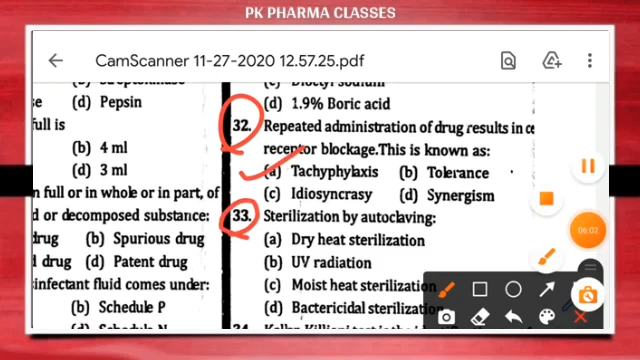 PK PHARMA CLASSES
CamScanner 11-27-2020 12.57.25.pdf
(d) Pepsin
full is
(b) 4 ml
(d) 3 ml
n full or in whole or in part, of
d or decomposed substance:
drug (b) Spurious drug
drug (d) Patent drug
infectant fluid comes under:
(b) Schedule P
(d) 1.9% Boric acid
32. Repeated administration of drug results in ce
receptor blockage.This is known as:
(a) Tachyphylaxis (b) Tolerance
(c) Idiosyncrasy (d) Synergism
33. Sterilization by autoclaving:
(a) Dry heat sterilization
(b) UV radiation
(c) Moist heat sterilization
(d) Bactericidal sterilization
06:02